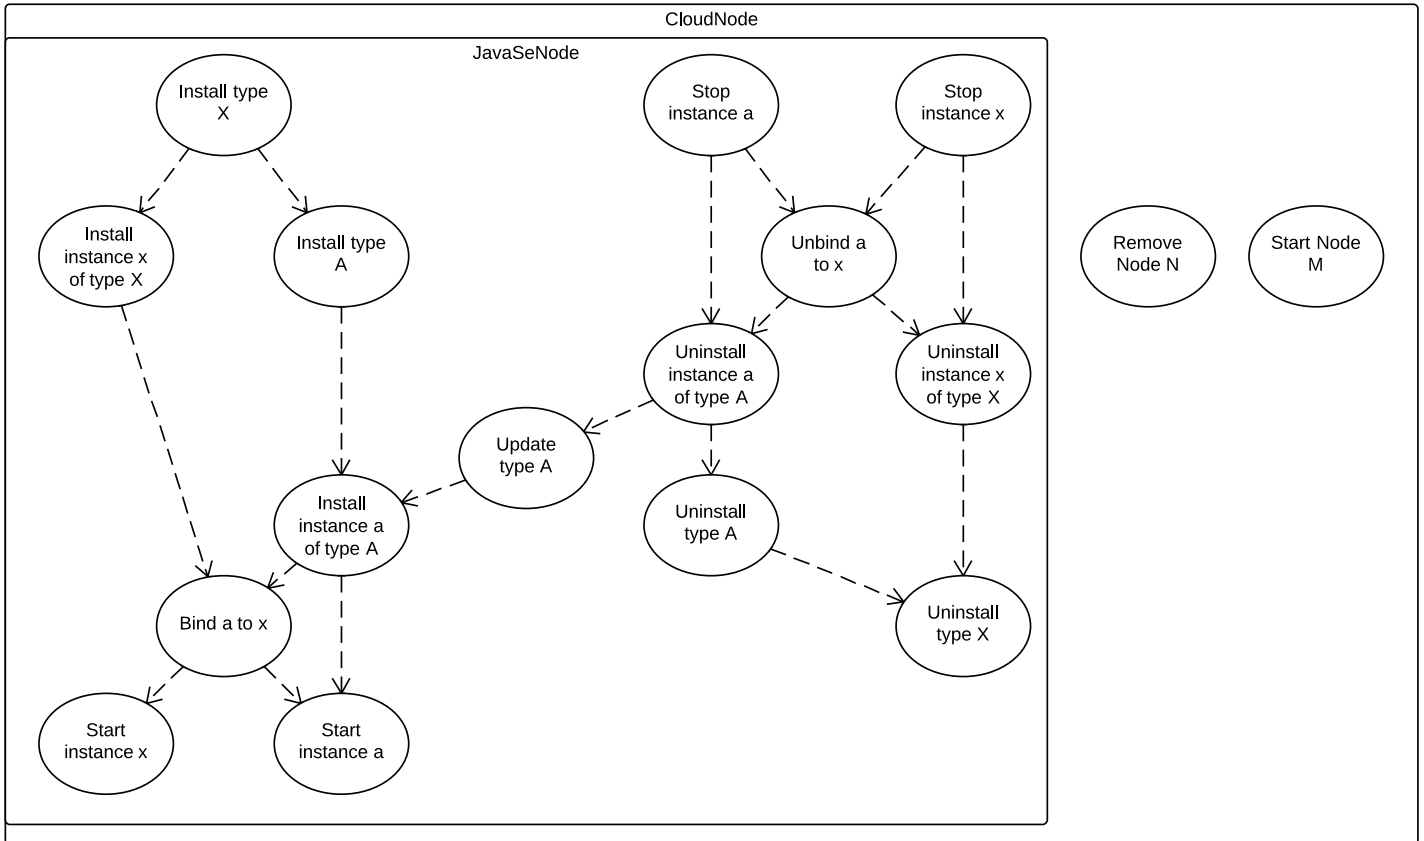 CloudNode
JavaSeNode
Install type
X
Stop
instance a
Stop
instance x
Install
instance x
of type X
Install type
A
Unbind a
to x
Remove
Node N
Start Node
M
Uninstall
instance a
of type A
Uninstall
instance x
of type X
Update
type A
Install
instance a
of type A
Uninstall
type A
Bind a to x
Uninstall
type X
Start
instance x
Start
instance a